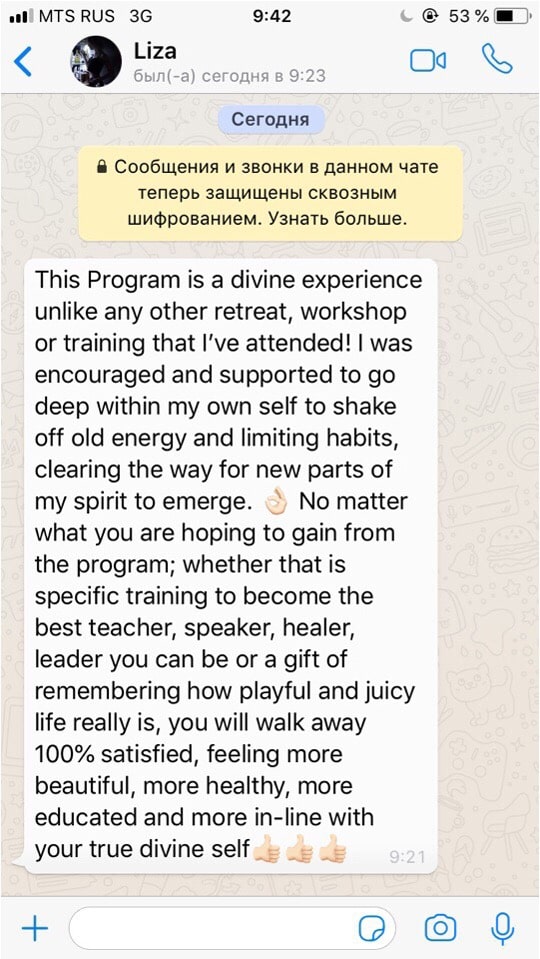 MTS RUS 3G 9:42 53 %
Liza
был(-а) сегодня в 9:23
Сегодня
Сообщения и звонки в данном чате
теперь защищены сквозным
шифрованием. Узнать больше.
This Program is a divine experience
unlike any other retreat, workshop
or training that I’ve attended! I was
encouraged and supported to go
deep within my own self to shake
off old energy and limiting habits,
clearing the way for new parts of
my spirit to emerge. 👌🏻 No matter
what you are hoping to gain from
the program; whether that is
specific training to become the
best teacher, speaker, healer,
leader you can be or a gift of
remembering how playful and juicy
life really is, you will walk away
100% satisfied, feeling more
beautiful, more healthy, more
educated and more in-line with
your true divine self👍🏻👍🏻👍🏻 9:21